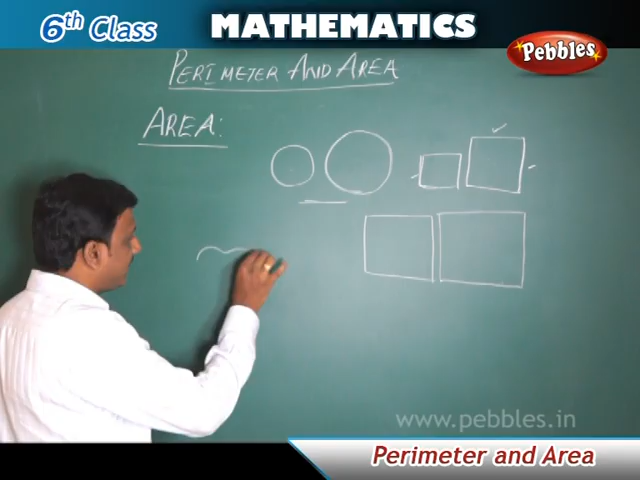 6th Class
MATHEMATICS
Pebbles
PERIMETER AND AREA
AREA:
www.pebbles.in
Perimeter and Area